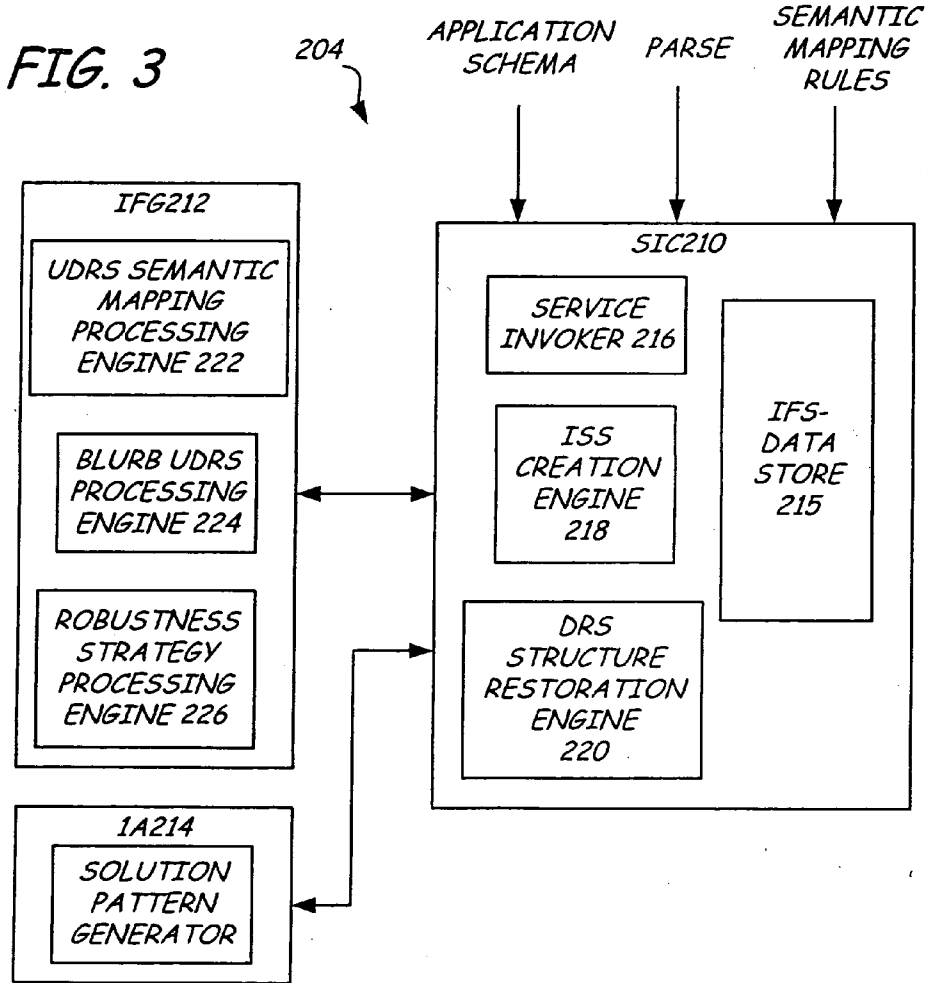 FIG. 3
204
APPLICATION
SCHEMA
PARSE
SEMANTIC
MAPPING
RULES
IFG212
UDRS SEMANTIC
MAPPING
PROCESSING
ENGINE 222
BLURB UDRS
PROCESSING
ENGINE 224
ROBUSTNESS
STRATEGY
PROCESSING
ENGINE 226
1A214
SOLUTION
PATTERN
GENERATOR
SIC210
SERVICE
INVOKER 216
ISS
CREATION
ENGINE
218
DRS
STRUCTURE
RESTORATION
ENGINE
220
IFS-
DATA
STORE
215